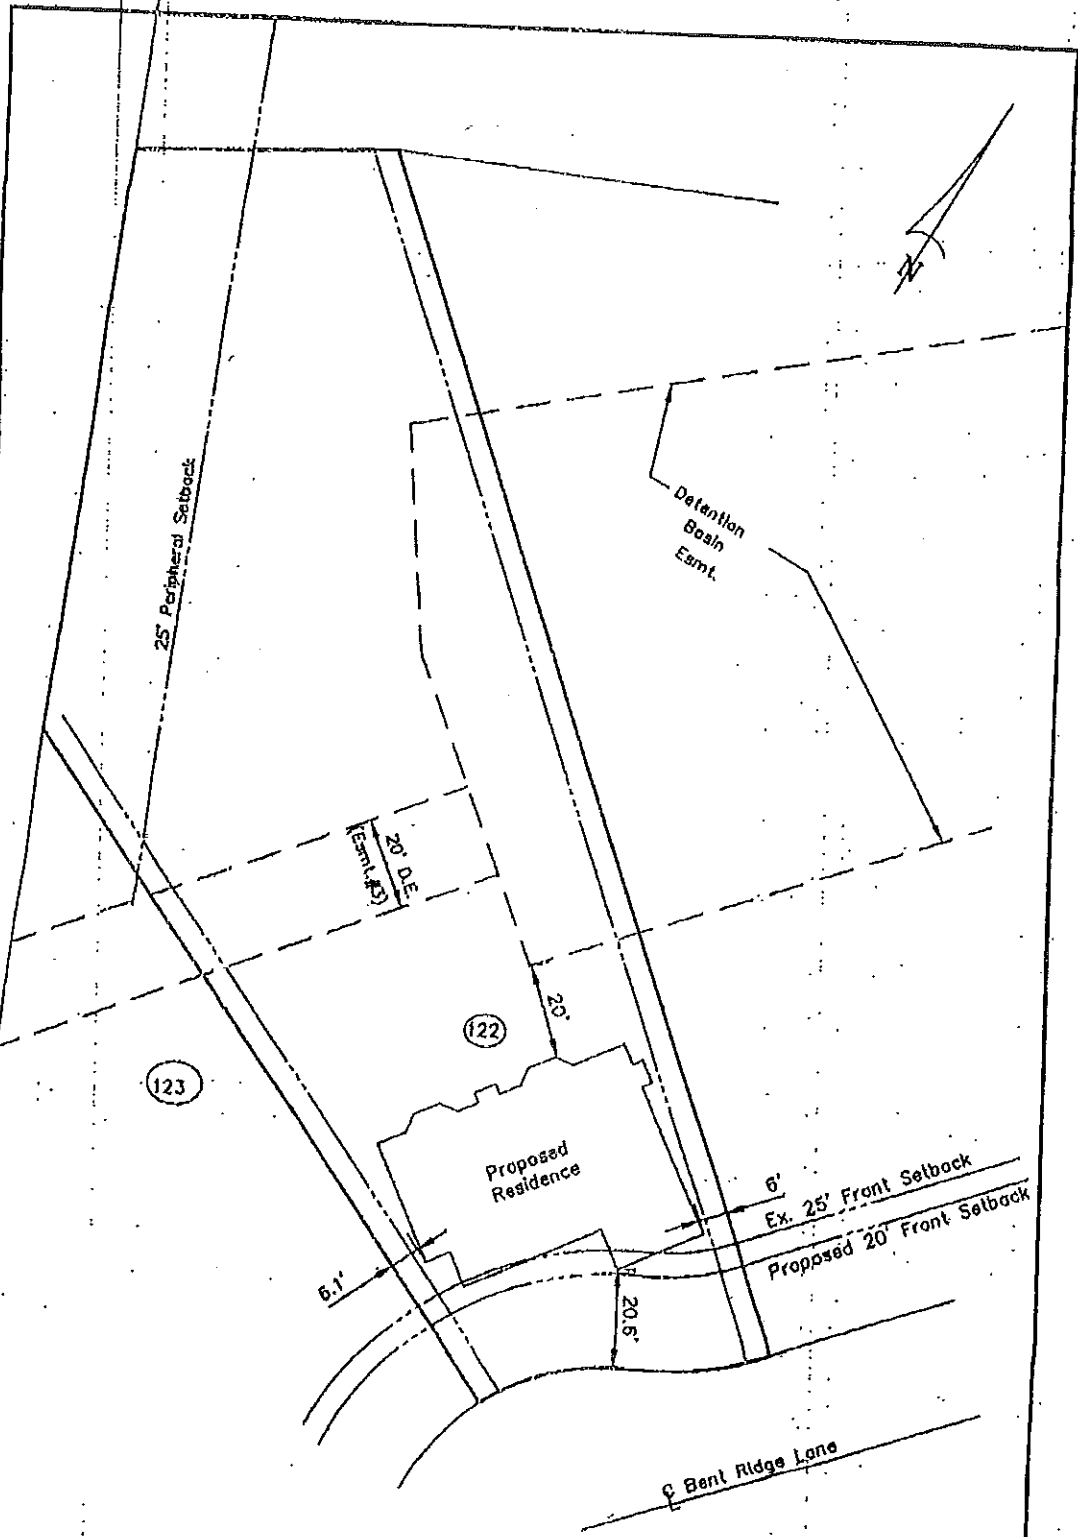 N
25' Peripheral Setback
Detention
Basin
Esmt.
20' D.E.
(Esmt.#3)
20'
122
123
Proposed
Residence
6'
Ex. 25' Front Setback
Proposed 20' Front Setback
6.1'
20.6'
℄ Bent Ridge Lane